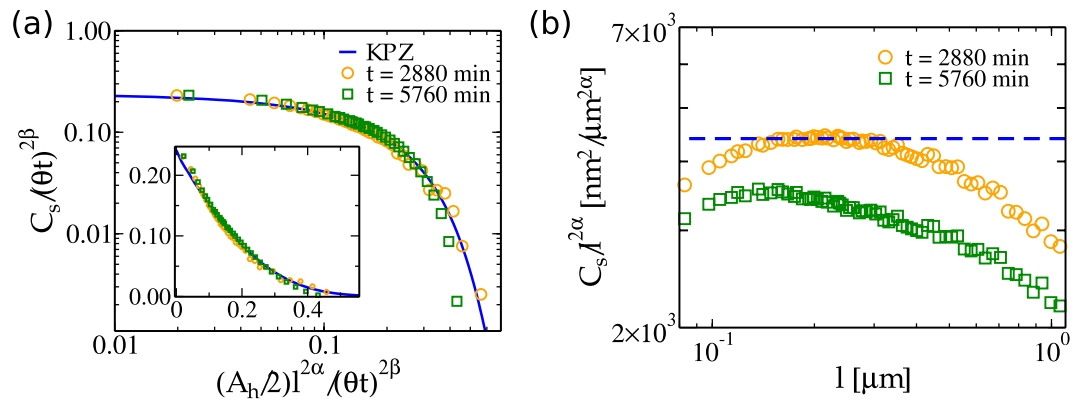 (a)
1.00
0.10
0.01
C_s/(θt)^2β
KPZ
t = 2880 min
t = 5760 min
0.20
0.10
0.00
0
0.2
0.4
0.01
0.1
(A_h/2)l^2α/(θt)^2β
(b)
7×10^3
2×10^3
C_s/l^2α [nm^2/μm^2α]
t = 2880 min
t = 5760 min
10^-1
10^0
l [μm]